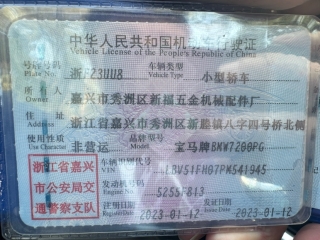 中华人民共和国机动车行驶证
Vehicle License of the People's Republic of China
号牌号码 浙FZ3UU8 车辆类型 小型轿车
Plate No. Vehicle Type
所有人 嘉兴市秀洲区新福五金机械配件厂
Owner
住址 浙江省嘉兴市秀洲区新塍镇八字四号桥北侧
Address
使用性质 非营运 品牌型号 宝马牌BMW7200FG
Use Character
浙江省嘉兴 车辆识别代号 LBV51FH07PM541945
VIN
市公安局交 发动机号码 5255F813
Engine No.
通警察支队 注册日期 2023-01-12 发证日期 2023-01-12
Register Date Issue Date